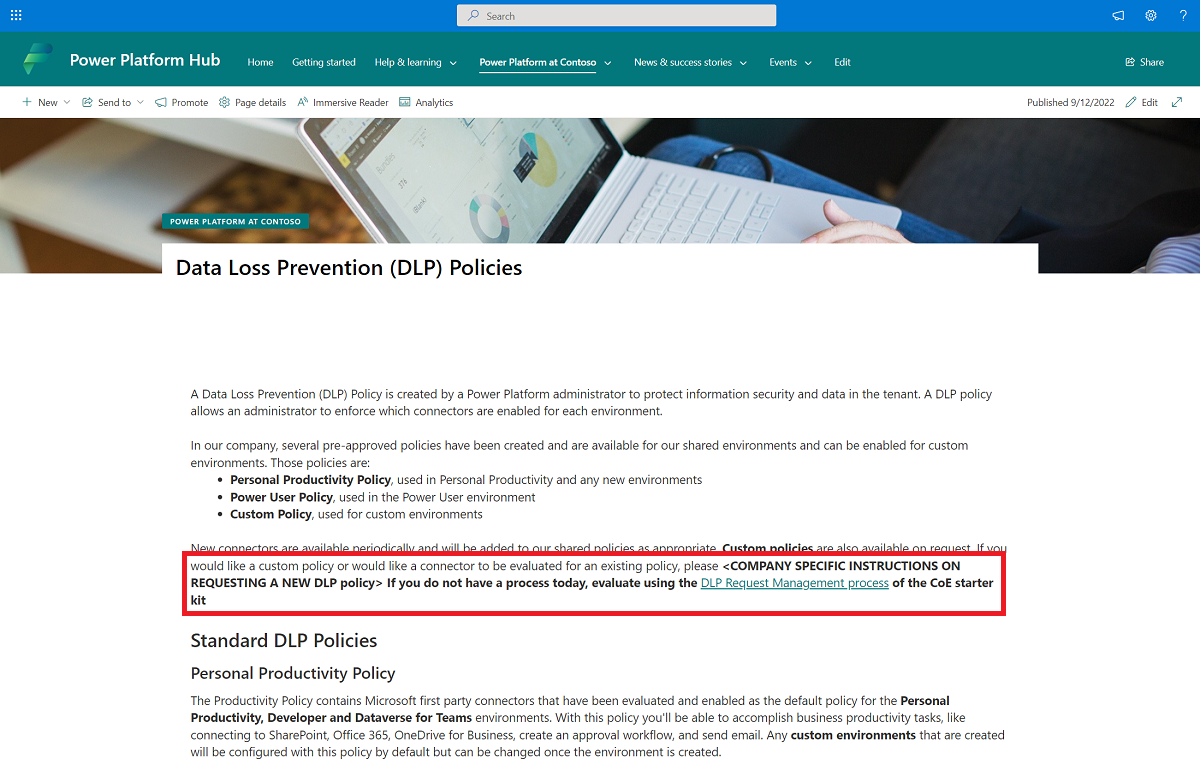 Search
Power Platform Hub
Home Getting started Help & learning Power Platform at Contoso News & success stories Events Edit Share
New Send to Promote Page details Immersive Reader Analytics Published 9/12/2022 Edit
POWER PLATFORM AT CONTOSO
Data Loss Prevention (DLP) Policies
A Data Loss Prevention (DLP) Policy is created by a Power Platform administrator to protect information security and data in the tenant. A DLP policy
allows an administrator to enforce which connectors are enabled for each environment.
In our company, several pre-approved policies have been created and are available for our shared environments and can be enabled for custom
environments. Those policies are:
• Personal Productivity Policy, used in Personal Productivity and any new environments
• Power User Policy, used in the Power User environment
• Custom Policy, used for custom environments
New connectors are available periodically and will be added to our shared policies as appropriate. Custom policies are also available on request. If you
would like a custom policy or would like a connector to be evaluated for an existing policy, please <COMPANY SPECIFIC INSTRUCTIONS ON
REQUESTING A NEW DLP policy> If you do not have a process today, evaluate using the DLP Request Management process of the CoE starter
kit
Standard DLP Policies
Personal Productivity Policy
The Productivity Policy contains Microsoft first party connectors that have been evaluated and enabled as the default policy for the Personal
Productivity, Developer and Dataverse for Teams environments. With this policy you'll be able to accomplish business productivity tasks, like
connecting to SharePoint, Office 365, OneDrive for Business, create an approval workflow, and send email. Any custom environments that are created
will be configured with this policy by default but can be changed once the environment is created.